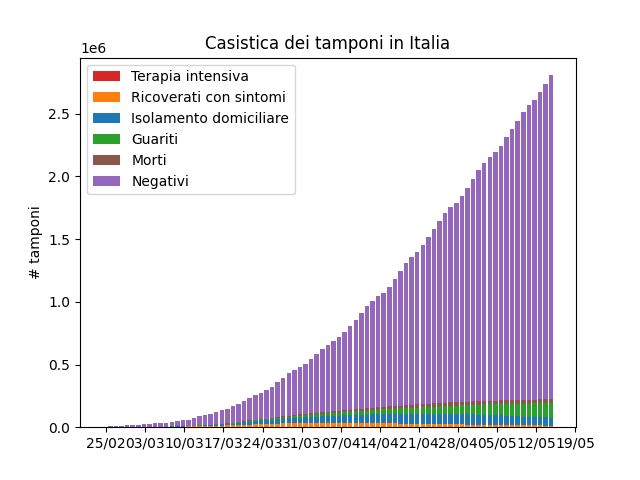 Casistica dei tamponi in Italia
1e6
Terapia intensiva
Ricoverati con sintomi
Isolamento domiciliare
Guariti
Morti
Negativi
2.5
2.0
1.5
1.0
0.5
0.0
# tamponi
25/02 03/03 10/03 17/03 24/03 31/03 07/04 14/04 21/04 28/04 05/05 12/05 19/05